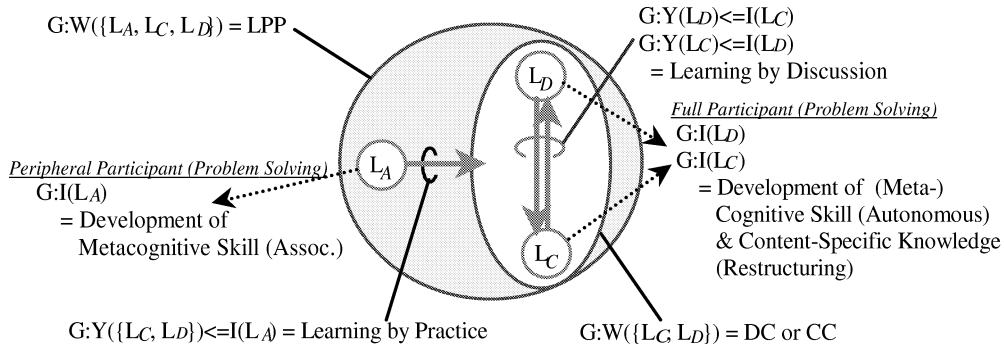 G:W({LA, LC, LD}) = LPP
G:Y(LD)<=I(LC)
G:Y(LC)<=I(LD)
= Learning by Discussion
LD
Full Participant (Problem Solving)
G:I(LD)
G:I(LC)
= Development of (Meta-)
Cognitive Skill (Autonomous)
& Content-Specific Knowledge
(Restructuring)
Peripheral Participant (Problem Solving)
G:I(LA)
= Development of
Metacognitive Skill (Assoc.)
LA
LC
G:Y({LC, LD})<=I(LA) = Learning by Practice
G:W({LC, LD}) = DC or CC